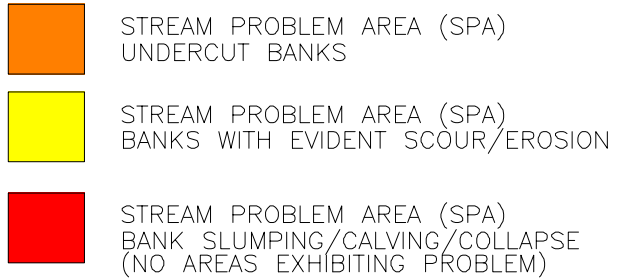 STREAM PROBLEM AREA (SPA)
UNDERCUT BANKS
STREAM PROBLEM AREA (SPA)
BANKS WITH EVIDENT SCOUR/EROSION
STREAM PROBLEM AREA (SPA)
BANK SLUMPING/CALVING/COLLAPSE
(NO AREAS EXHIBITING PROBLEM)